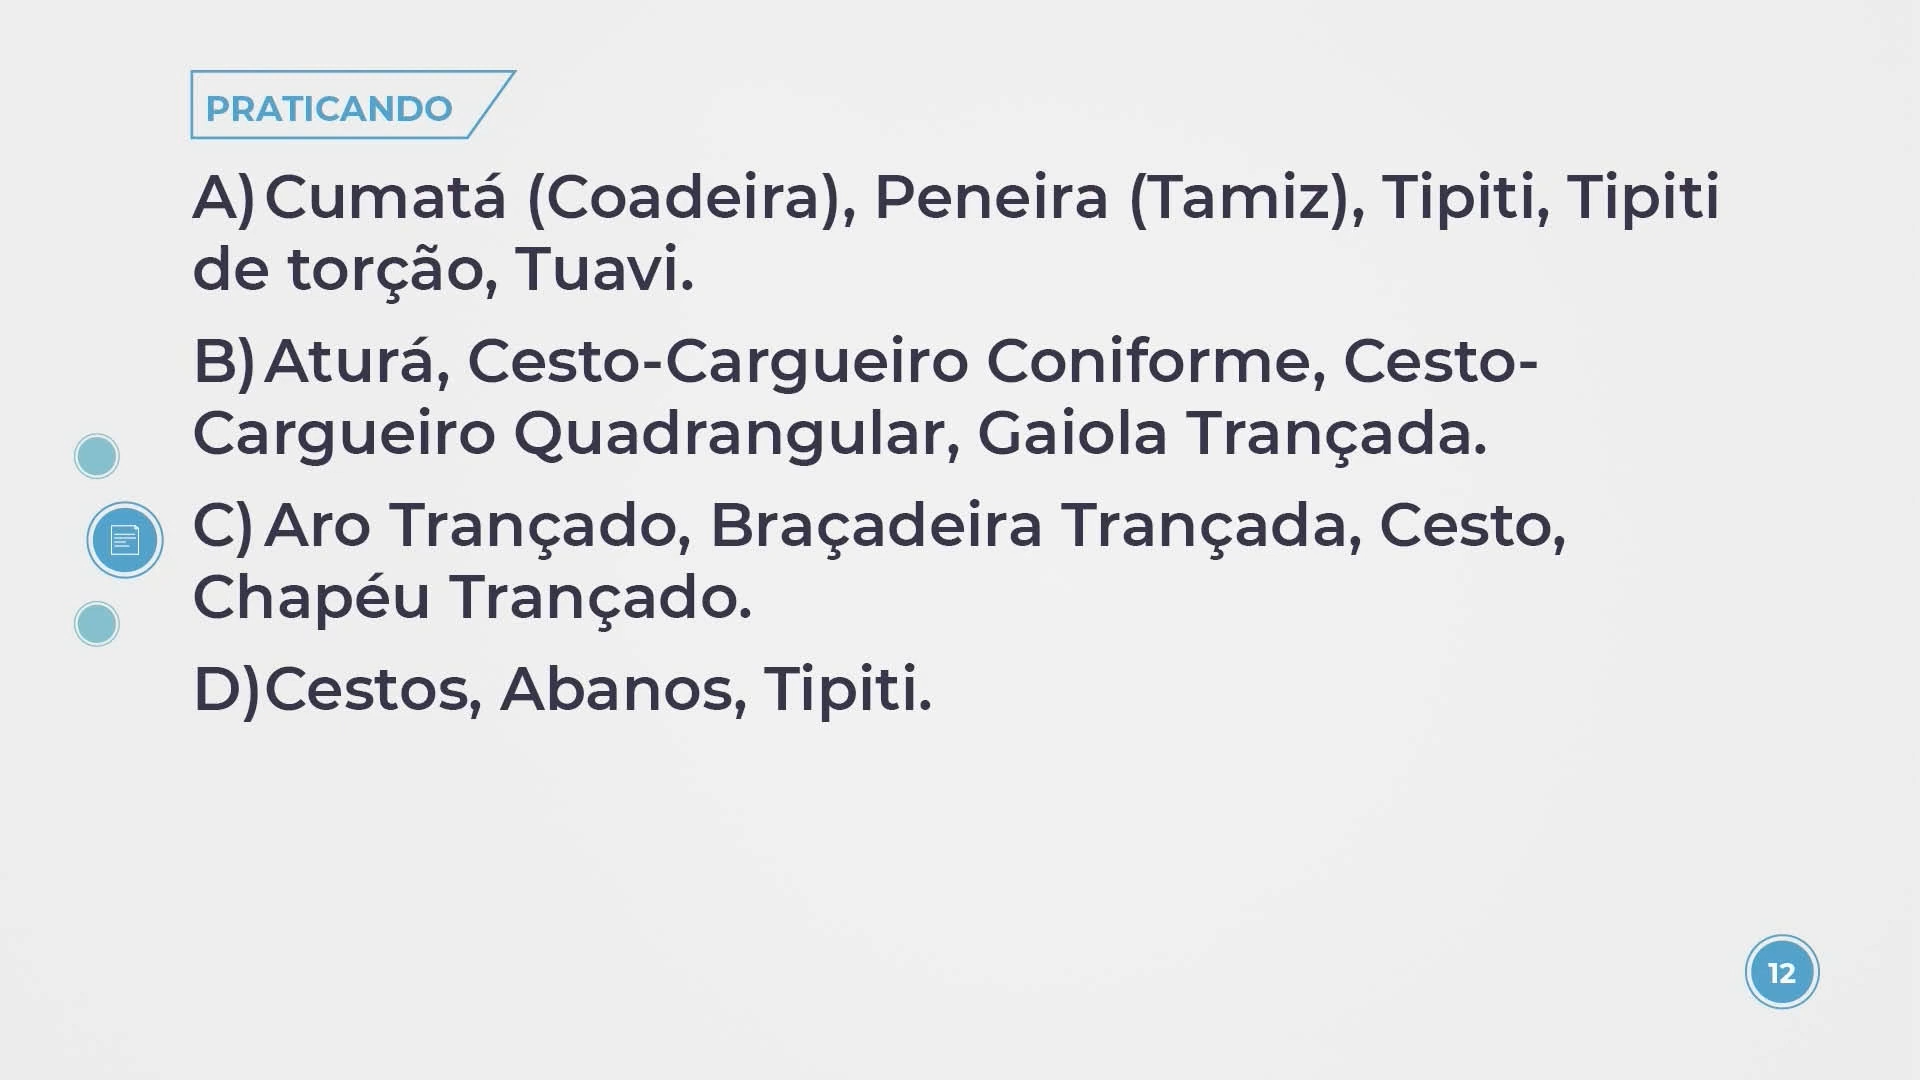 PRATICANDO
A) Cumatá (Coadeira), Peneira (Tamiz), Tipiti, Tipiti
de torção, Tuavi.
B) Aturá, Cesto-Cargueiro Coniforme, Cesto-
Cargueiro Quadrangular, Gaiola Trançada.
C) Aro Trançado, Braçadeira Trançada, Cesto,
Chapéu Trançado.
D)Cestos, Abanos, Tipiti.
12